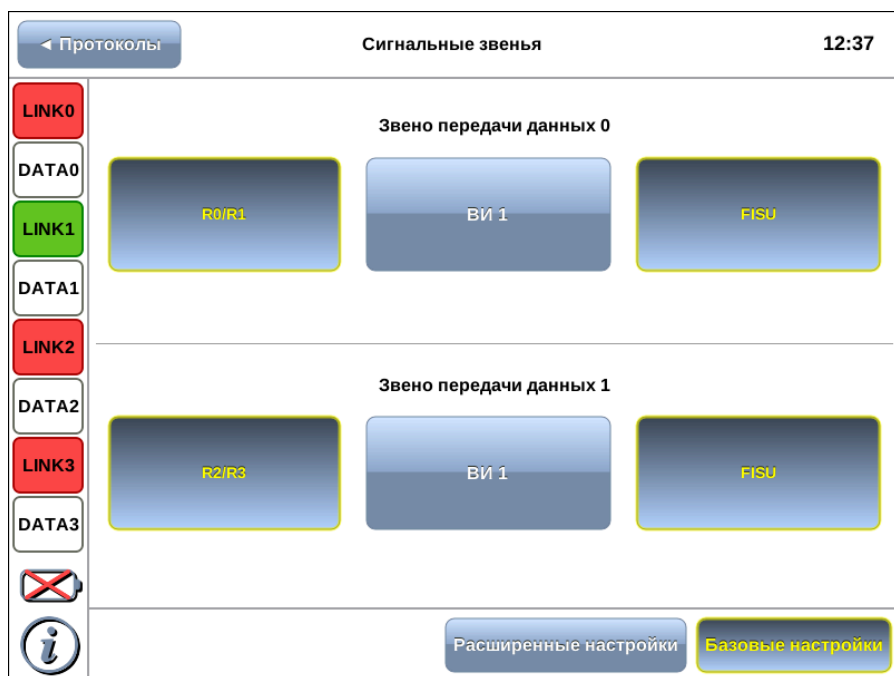 ◄ Протоколы
Сигнальные звенья
12:37
LINK0
DATA0
LINK1
DATA1
LINK2
DATA2
LINK3
DATA3
i
Звено передачи данных 0
R0/R1
ВИ 1
FISU
Звено передачи данных 1
R2/R3
ВИ 1
FISU
Расширенные настройки
Базовые настройки